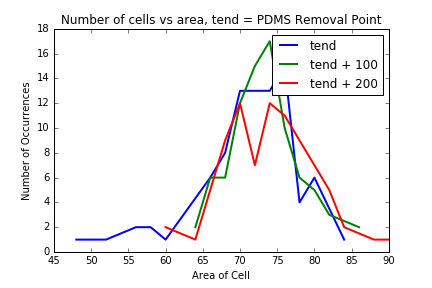 Number of cells vs area, tend = PDMS Removal Point
18
16
14
12
10
8
6
4
2
0
Number of Occurrences
tend
tend + 100
tend + 200
45 50 55 60 65 70 75 80 85 90
Area of Cell